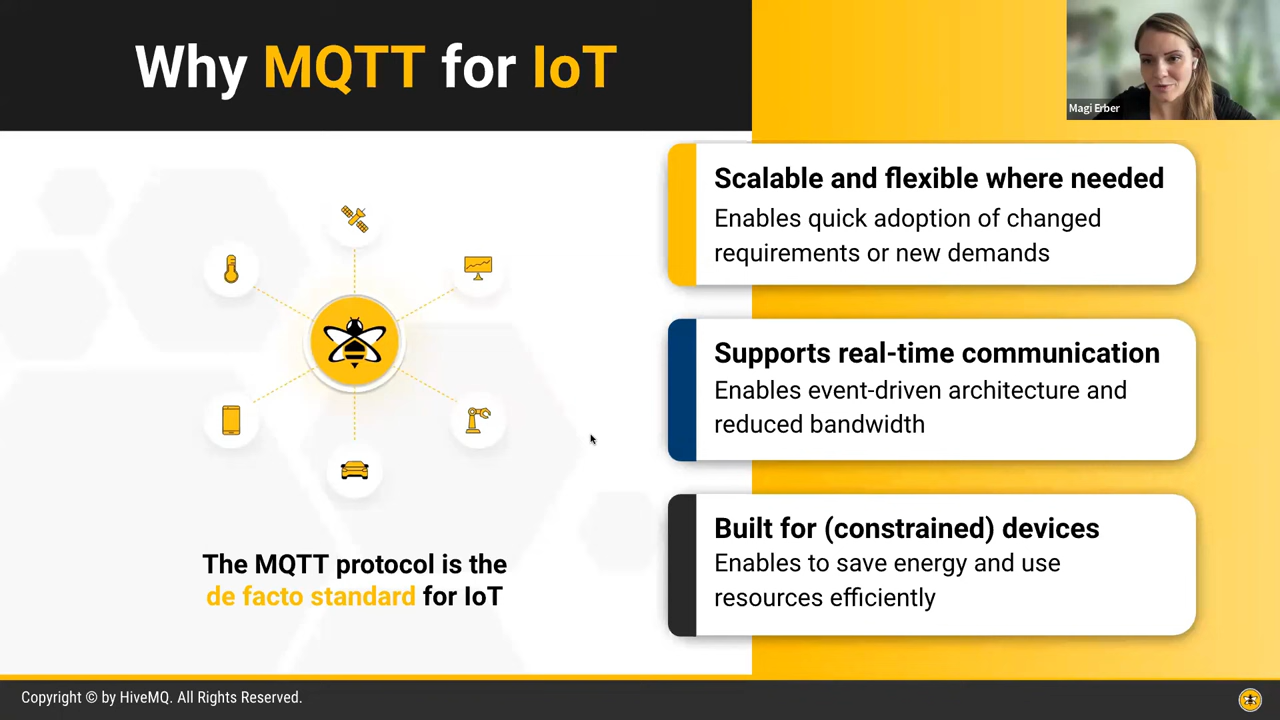 Why MQTT for IoT
Magi Erber
Scalable and flexible where needed
Enables quick adoption of changed
requirements or new demands
Supports real-time communication
Enables event-driven architecture and
reduced bandwidth
Built for (constrained) devices
Enables to save energy and use
resources efficiently
The MQTT protocol is the
de facto standard for IoT
Copyright © by HiveMQ. All Rights Reserved.